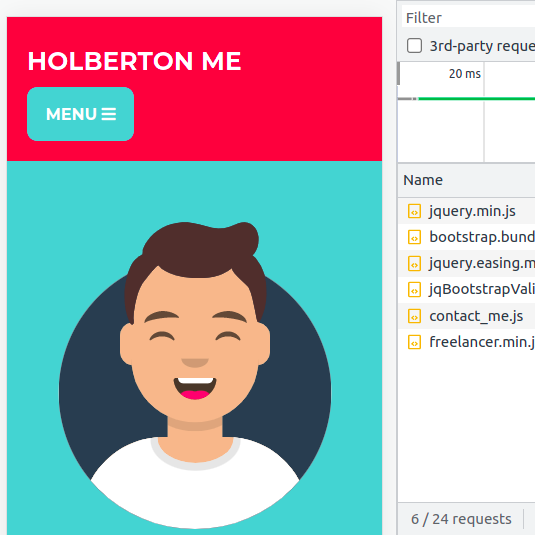 HOLBERTON ME
MENU
Filter
3rd-party reque
20 ms
Name
jquery.min.js
bootstrap.bund
jquery.easing.m
jqBootstrapVali
contact_me.js
freelancer.min.j
6 / 24 requests